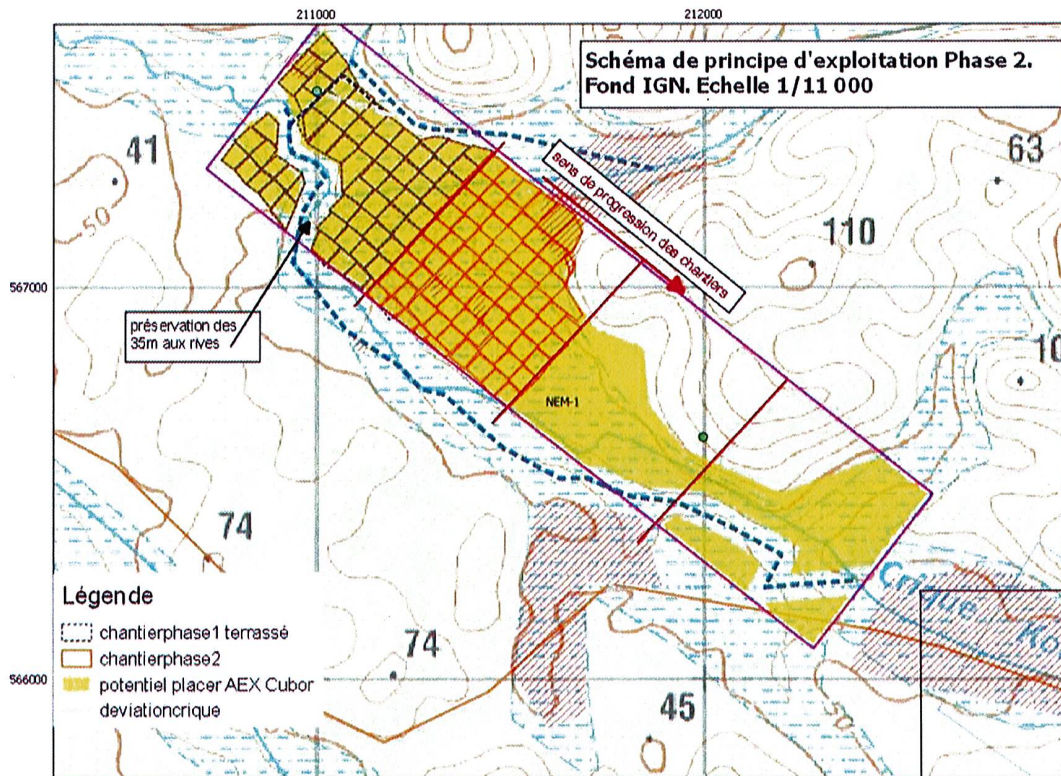 211000
212000
Schéma de principe d'exploitation Phase 2.
Fond IGN. Echelle 1/11 000
41
63
sens de progression des chantiers
110
50
567000
préservation des
35m aux rives
10
NEM-1
74
Légende
chantierphase1 terrassé
chantierphase2
potentiel placer AEX Cubor
deviationcrique
74
Crique
566000
45
50